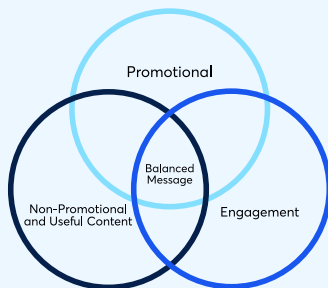 Promotional
Balanced
Message
Non-Promotional
and Useful Content
Engagement